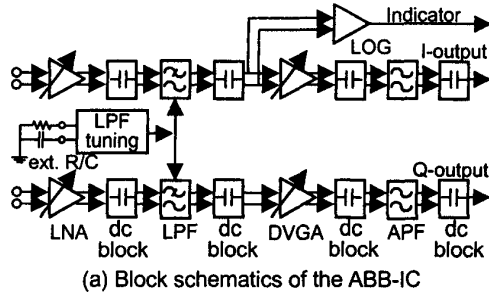 Indicator
LOG
I-output
LPF
tuning
ext. R/C
Q-output
LNA
dc
block
LPF
dc
block
DVGA
dc
block
APF
dc
block
(a) Block schematics of the ABB-IC